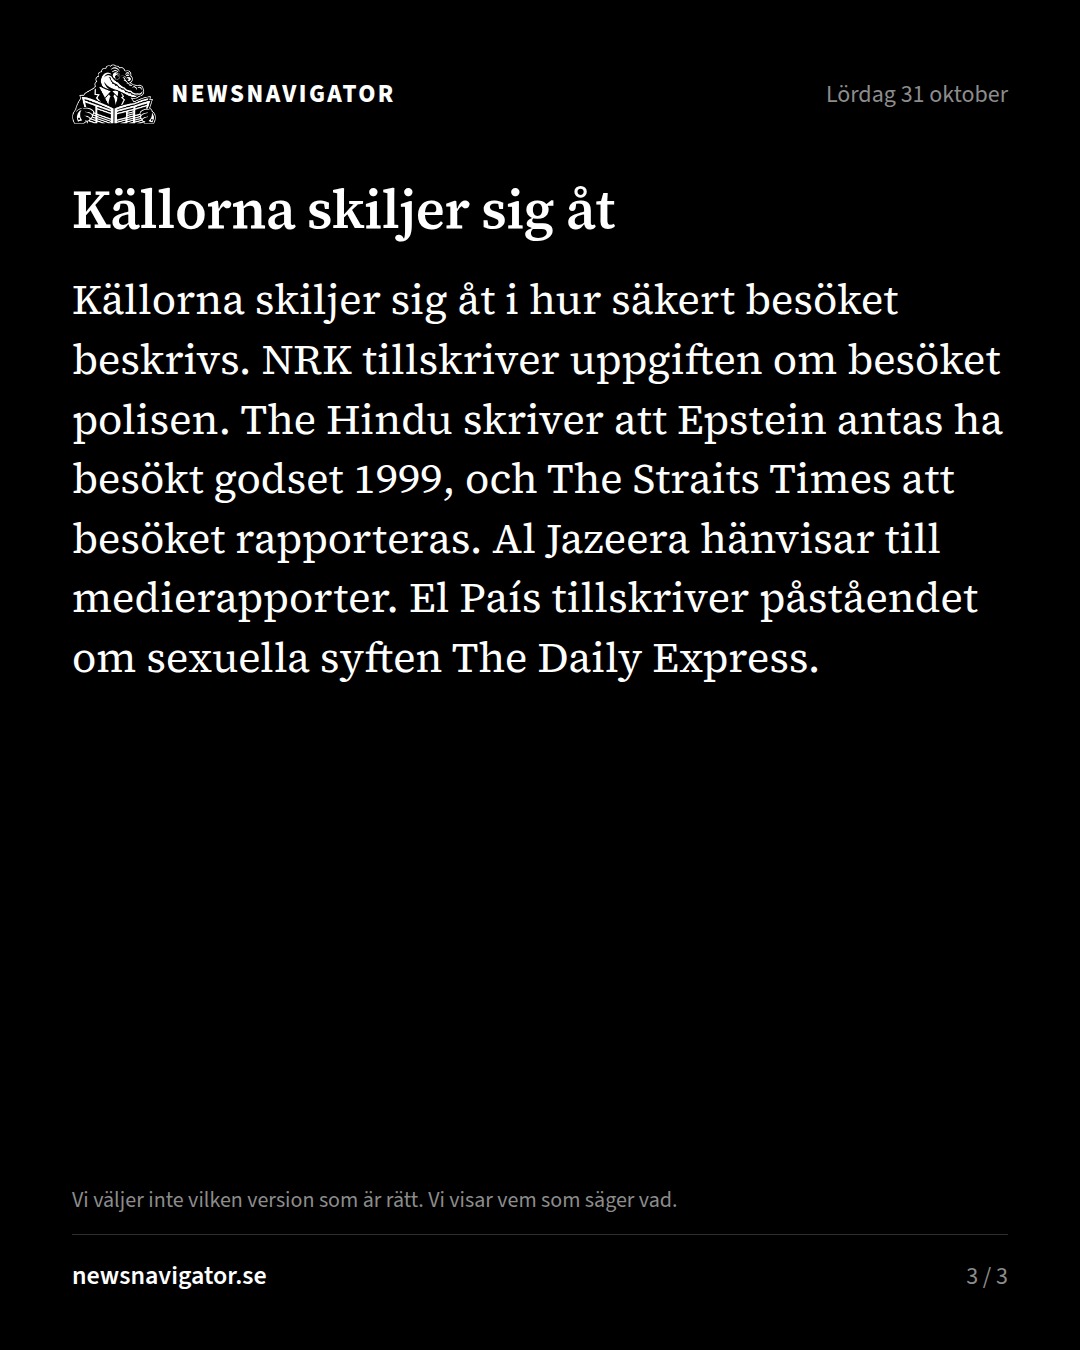 NEWSNAVIGATOR
Lördag 31 oktober
Källorna skiljer sig åt
Källorna skiljer sig åt i hur säkert besöket
beskrivs. NRK tillskriver uppgiften om besöket
polisen. The Hindu skriver att Epstein antas ha
besökt godset 1999, och The Straits Times att
besöket rapporteras. Al Jazeera hänvisar till
medierapporter. El País tillskriver påståendet
om sexuella syften The Daily Express.
Vi väljer inte vilken version som är rätt. Vi visar vem som säger vad.
newsnavigator.se
3 / 3